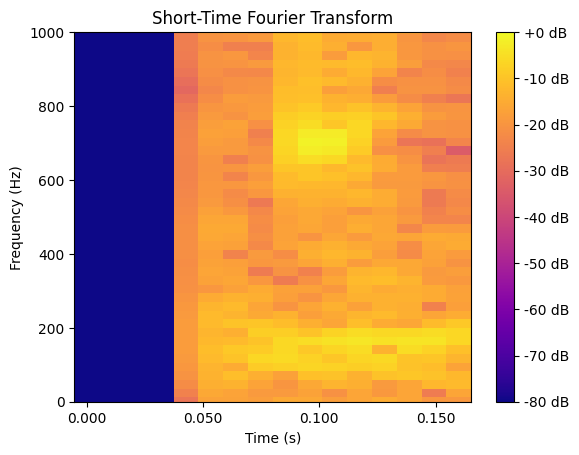 Short-Time Fourier Transform
1000
800
600
400
200
0
Frequency (Hz)
0.000
0.050
0.100
0.150
Time (s)
+0 dB
-10 dB
-20 dB
-30 dB
-40 dB
-50 dB
-60 dB
-70 dB
-80 dB